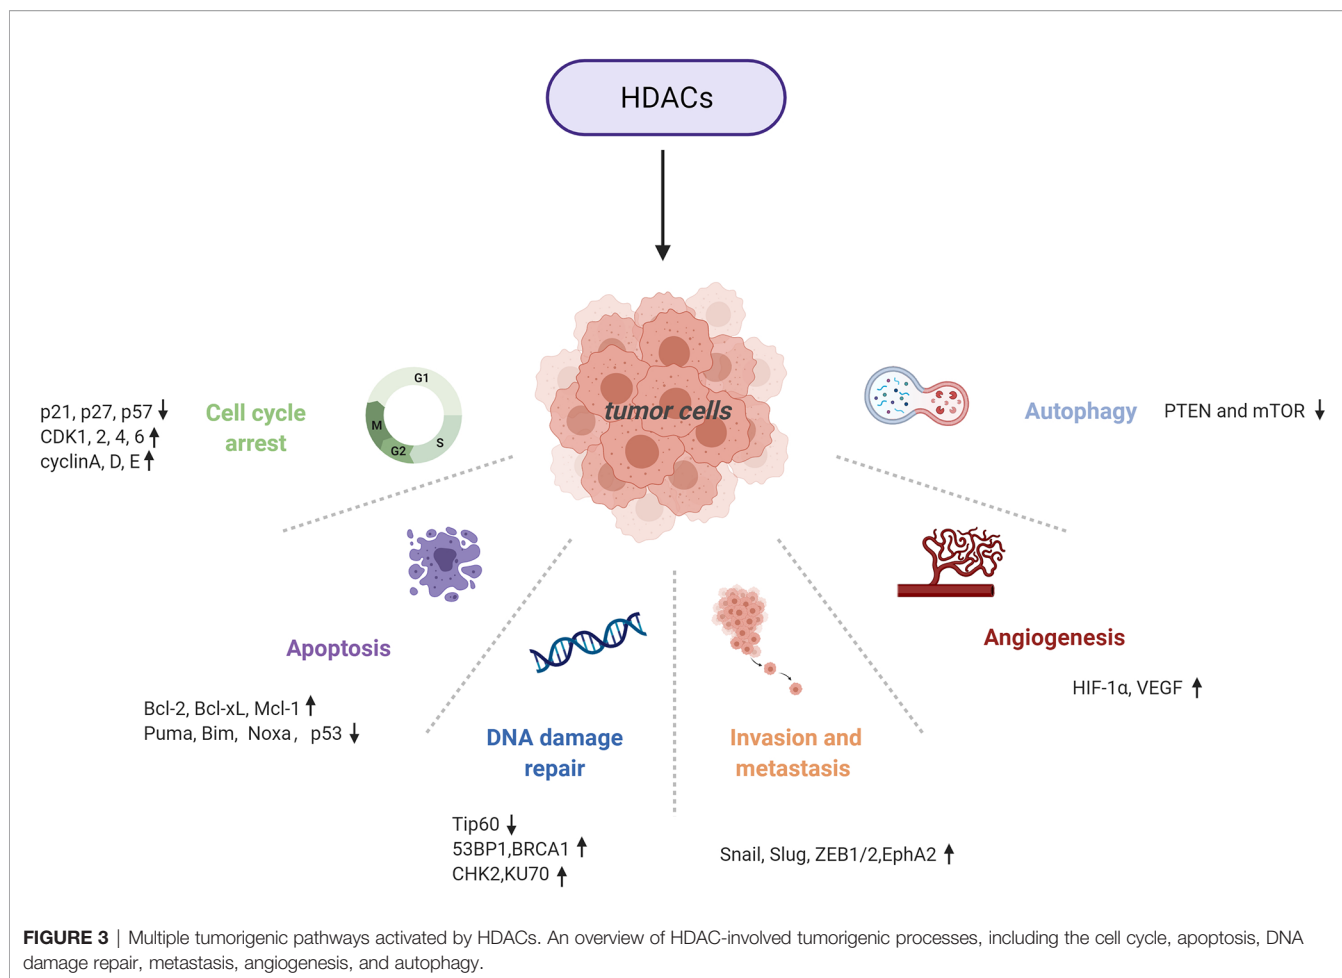 HDACs
tumor cells
p21, p27, p57 ↓
CDK1, 2, 4, 6 ↑
cyclinA, D, E ↑
Cell cycle
arrest
G1
S
G2
M
Autophagy
PTEN and mTOR ↓
Apoptosis
Bcl-2, Bcl-xL, Mcl-1 ↑
Puma, Bim, Noxa, p53 ↓
DNA damage
repair
Tip60 ↓
53BP1,BRCA1 ↑
CHK2,KU70 ↑
Invasion and
metastasis
Snail, Slug, ZEB1/2,EphA2 ↑
Angiogenesis
HIF-1α, VEGF ↑
FIGURE 3 | Multiple tumorigenic pathways activated by HDACs. An overview of HDAC-involved tumorigenic processes, including the cell cycle, apoptosis, DNA
damage repair, metastasis, angiogenesis, and autophagy.